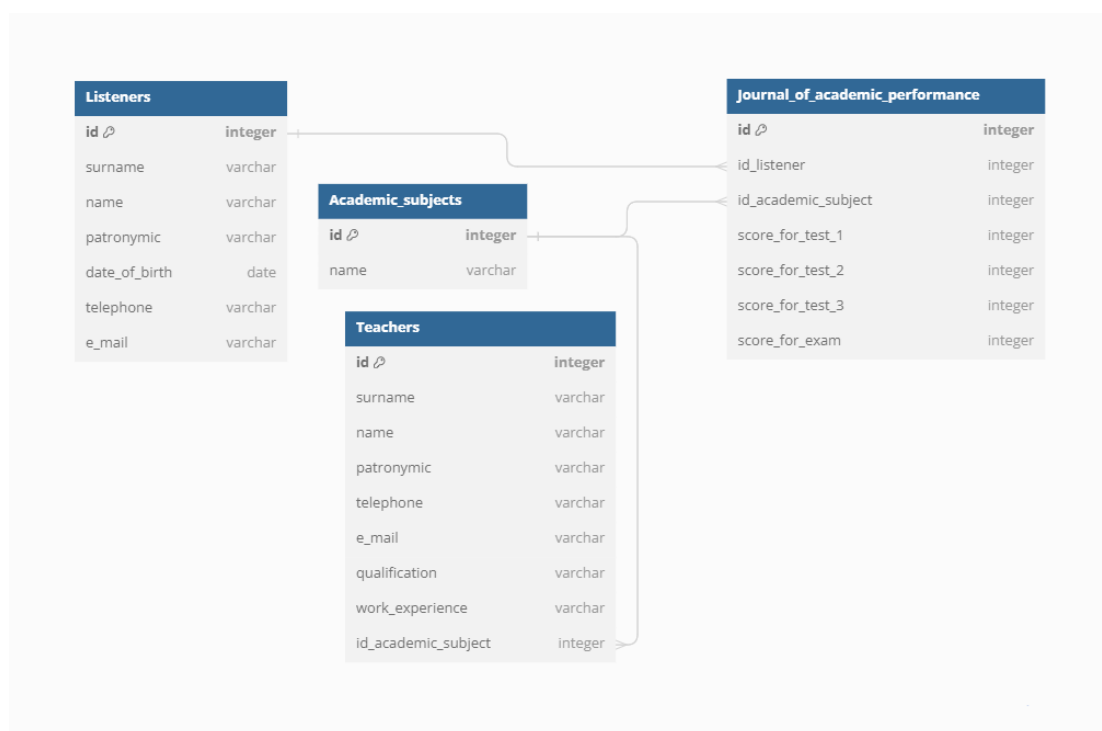 Listeners
id integer
surname varchar
name varchar
patronymic varchar
date_of_birth date
telephone varchar
e_mail varchar
Academic_subjects
id integer
name varchar
Teachers
id integer
surname varchar
name varchar
patronymic varchar
telephone varchar
e_mail varchar
qualification varchar
work_experience varchar
id_academic_subject integer
Journal_of_academic_performance
id integer
id_listener integer
id_academic_subject integer
score_for_test_1 integer
score_for_test_2 integer
score_for_test_3 integer
score_for_exam integer